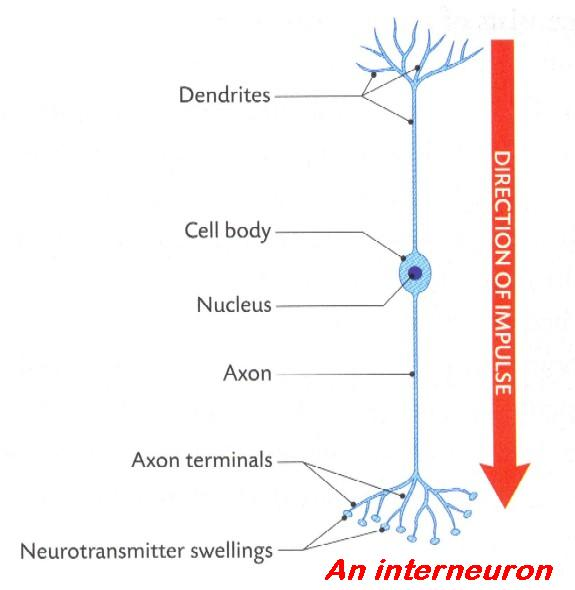 Dendrites
DIRECTION OF IMPULSE
Cell body
Nucleus
Axon
Axon terminals
Neurotransmitter swellings
An interneuron